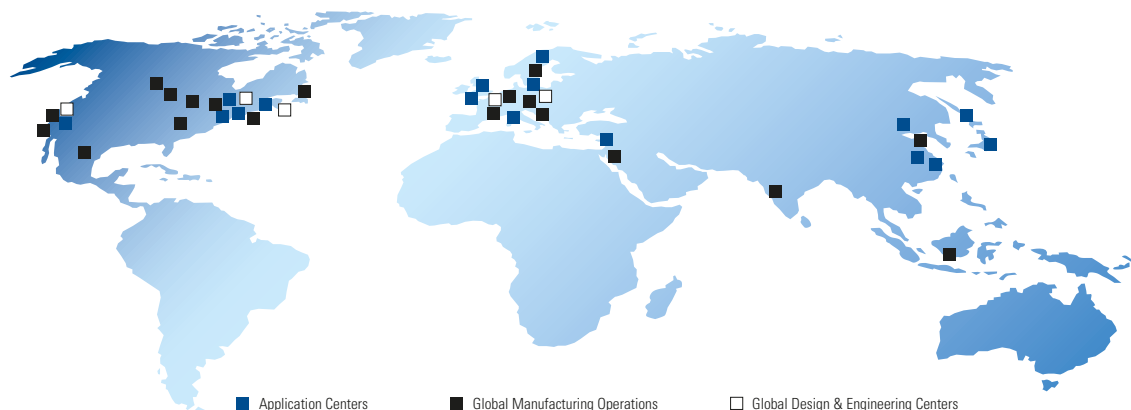 Application Centers
Global Manufacturing Operations
Global Design & Engineering Centers